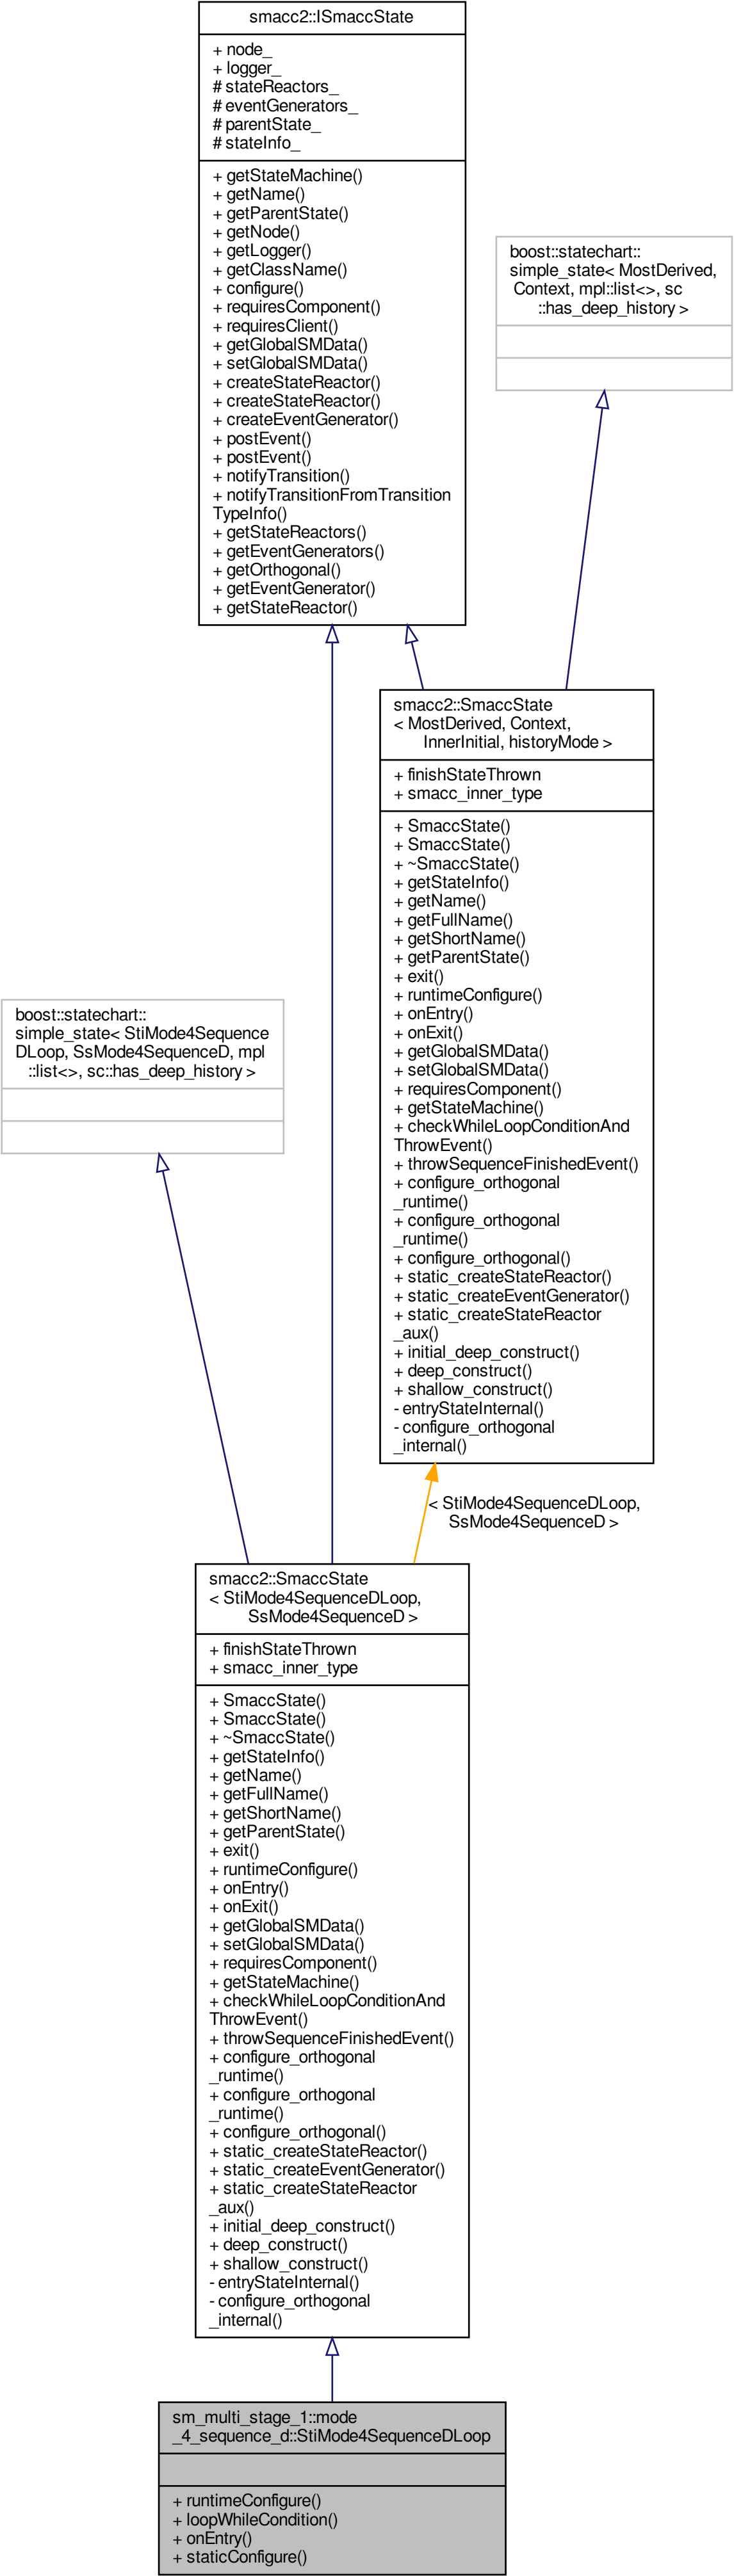 smacc2::ISmaccState
+ node_
+ logger_
# stateReactors_
# eventGenerators_
# parentState_
# stateInfo_
+ getStateMachine()
+ getName()
+ getParentState()
+ getNode()
+ getLogger()
+ getClassName()
+ configure()
+ requiresComponent()
+ requiresClient()
+ getGlobalSMData()
+ setGlobalSMData()
+ createStateReactor()
+ createStateReactor()
+ createEventGenerator()
+ postEvent()
+ postEvent()
+ notifyTransition()
+ notifyTransitionFromTransition
TypeInfo()
+ getStateReactors()
+ getEventGenerators()
+ getOrthogonal()
+ getEventGenerator()
+ getStateReactor()
boost::statechart::
simple_state< MostDerived,
Context, mpl::list<>, sc
::has_deep_history >
smacc2::SmaccState
< MostDerived, Context,
InnerInitial, historyMode >
+ finishStateThrown
+ smacc_inner_type
+ SmaccState()
+ SmaccState()
+ ~SmaccState()
+ getStateInfo()
+ getName()
+ getFullName()
+ getShortName()
+ getParentState()
+ exit()
+ runtimeConfigure()
+ onEntry()
+ onExit()
+ getGlobalSMData()
+ setGlobalSMData()
+ requiresComponent()
+ getStateMachine()
+ checkWhileLoopConditionAnd
ThrowEvent()
+ throwSequenceFinishedEvent()
+ configure_orthogonal
_runtime()
+ configure_orthogonal
_runtime()
+ configure_orthogonal()
+ static_createStateReactor()
+ static_createEventGenerator()
+ static_createStateReactor
_aux()
+ initial_deep_construct()
+ deep_construct()
+ shallow_construct()
- entryStateInternal()
- configure_orthogonal
_internal()
boost::statechart::
simple_state< StiMode4Sequence
DLoop, SsMode4SequenceD, mpl
::list<>, sc::has_deep_history >
< StiMode4SequenceDLoop,
SsMode4SequenceD >
smacc2::SmaccState
< StiMode4SequenceDLoop,
SsMode4SequenceD >
+ finishStateThrown
+ smacc_inner_type
+ SmaccState()
+ SmaccState()
+ ~SmaccState()
+ getStateInfo()
+ getName()
+ getFullName()
+ getShortName()
+ getParentState()
+ exit()
+ runtimeConfigure()
+ onEntry()
+ onExit()
+ getGlobalSMData()
+ setGlobalSMData()
+ requiresComponent()
+ getStateMachine()
+ checkWhileLoopConditionAnd
ThrowEvent()
+ throwSequenceFinishedEvent()
+ configure_orthogonal
_runtime()
+ configure_orthogonal
_runtime()
+ configure_orthogonal()
+ static_createStateReactor()
+ static_createEventGenerator()
+ static_createStateReactor
_aux()
+ initial_deep_construct()
+ deep_construct()
+ shallow_construct()
- entryStateInternal()
- configure_orthogonal
_internal()
sm_multi_stage_1::mode
_4_sequence_d::StiMode4SequenceDLoop
+ runtimeConfigure()
+ loopWhileCondition()
+ onEntry()
+ staticConfigure()